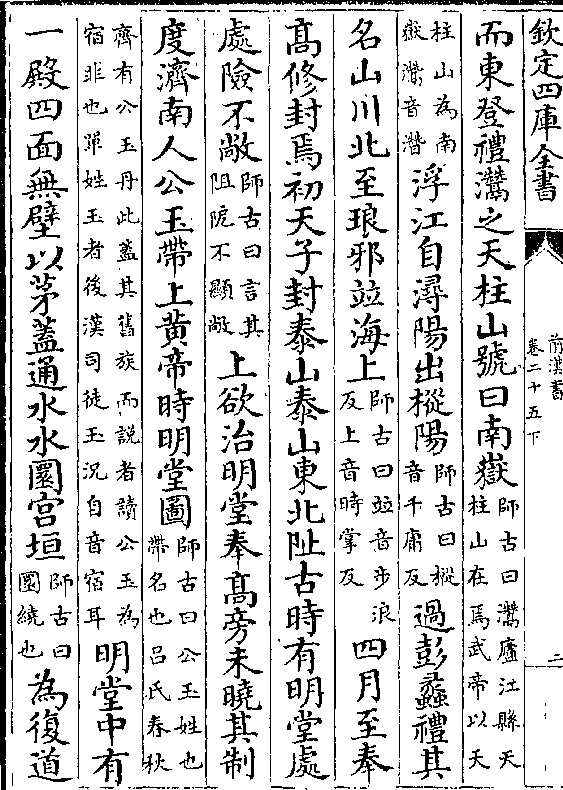 欽定四庫全書
前漢書
卷二十五下
二
而東登禮灊之天柱山號曰南嶽師古曰灊廬江縣天柱山在焉武帝以天
柱山為南嶽灊音潛浮江自潯陽出樅陽師古曰樅音千庸反過彭蠡禮其
名山川北至琅邪竝海上師古曰竝音步浪反上音時掌反四月至奉
髙修封焉初天子封泰山泰山東北阯古時有明堂處
處險不敞師古曰言其阻阨不顯敞上欲治明堂奉髙旁未曉其制
度濟南人公玉帶上黄帝時明堂圖師古曰公玉姓也帶名也吕氏春秋
齊有公玉丹此蓋其舊族而說者讀公玉為宿非也單姓玉者後漢司徒玉況自音宿耳明堂中有
一殿四面無壁以茅蓋通水水圜宫垣師古曰圜繞也為復道